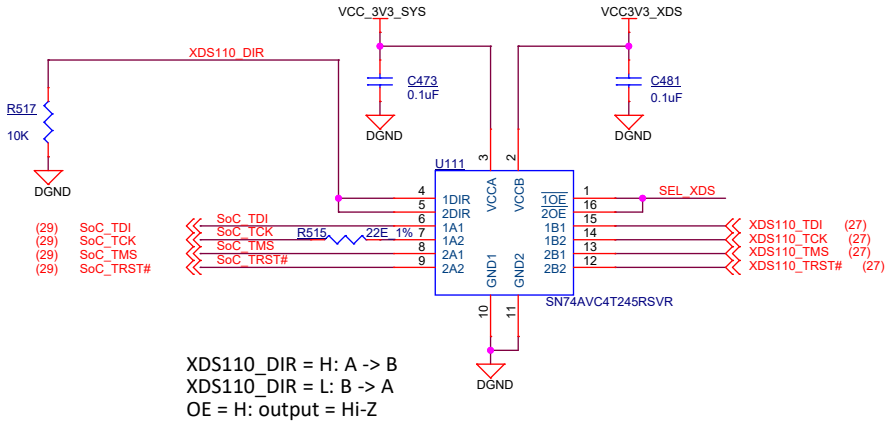 VCC_3V3_SYS
VCC3V3_XDS
XDS110_DIR
C473
0.1uF
C481
0.1uF
R517
10K
DGND
DGND
DGND
U111
3
2
VCCA
VCCB
4
5
6
7
8
9
1DIR
2DIR
1A1
1A2
2A1
2A2
1OE
2OE
1B1
1B2
2B1
2B2
1
16
15
14
13
12
SEL_XDS
(29) SoC_TDI
(29) SoC_TCK
(29) SoC_TMS
(29) SoC_TRST#
SoC_TDI
SoC_TCK
SoC_TMS
SoC_TRST#
R515
22E_1%
XDS110_TDI (27)
XDS110_TCK (27)
XDS110_TMS (27)
XDS110_TRST# (27)
GND1
GND2
10
11
SN74AVC4T245RSVR
DGND
XDS110_DIR = H: A -> B
XDS110_DIR = L: B -> A
OE = H: output = Hi-Z